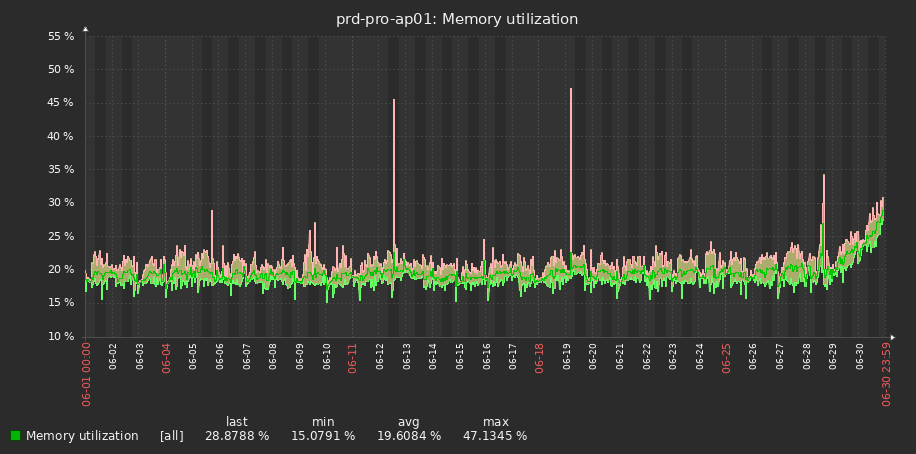 prd-pro-ap01: Memory utilization
55 %
50 %
45 %
40 %
35 %
30 %
25 %
20 %
15 %
10 %
06-01 00:00 06-02 06-03 06-04 06-05 06-06 06-07 06-08 06-09 06-10 06-11 06-12 06-13 06-14 06-15 06-16 06-17 06-18 06-19 06-20 06-21 06-22 06-23 06-24 06-25 06-26 06-27 06-28 06-29 06-30 06-30 23:59
last min avg max
Memory utilization [all] 28.8788 % 15.0791 % 19.6084 % 47.1345 %